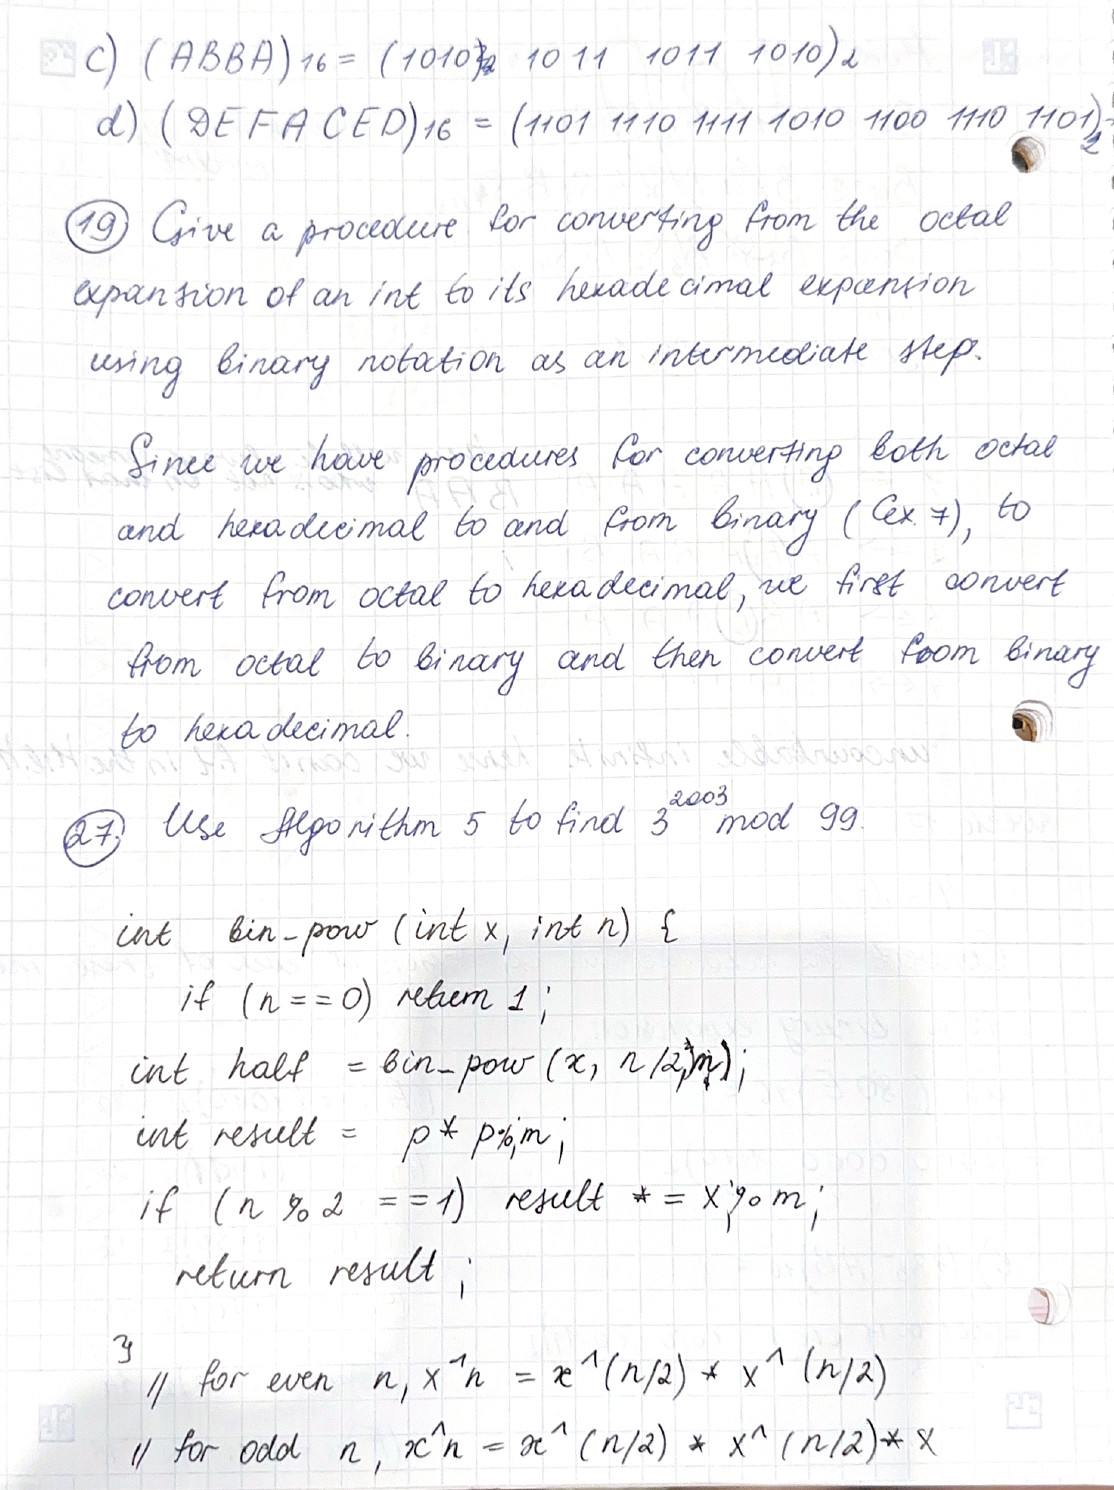 c) (ABBA)16 = (1010 1011 1011 1010)2
d) (DEFACED)16 = (1101 1110 1111 1010 1100 1110 1101)2
19 Give a procedure for converting from the octal
expansion of an int to its hexadecimal expansion
using binary notation as an intermediate step.
Since we have procedures for converting both octal
and hexadecimal to and from binary (Ex. 7), to
convert from octal to hexadecimal, we first convert
from octal to binary and then convert from binary
to hexadecimal.
27. Use Algorithm 5 to find 3^2003 mod 99.
int bin_pow (int x, int n) {
if (n == 0) return 1;
int half = bin_pow (x, n/2, m);
int result = p * p%m;
if (n % 2 == 1) result *= x%m;
return result;
}
// for even n, x^n = x^(n/2) * x^(n/2)
// for odd n, x^n = x^(n/2) * x^(n/2) * x